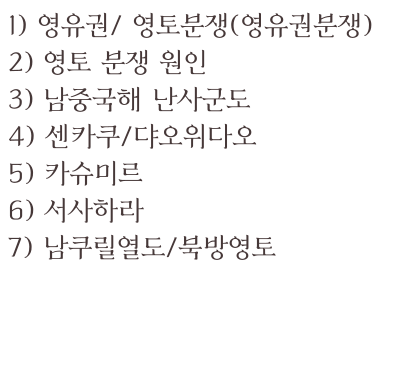 1) 영유권/ 영토분쟁(영유권분쟁)
2) 영토 분쟁 원인
3) 남중국해 난사군도
4) 센카쿠/댜오위다오
5) 카슈미르
6) 서사하라
7) 남쿠릴열도/북방영토